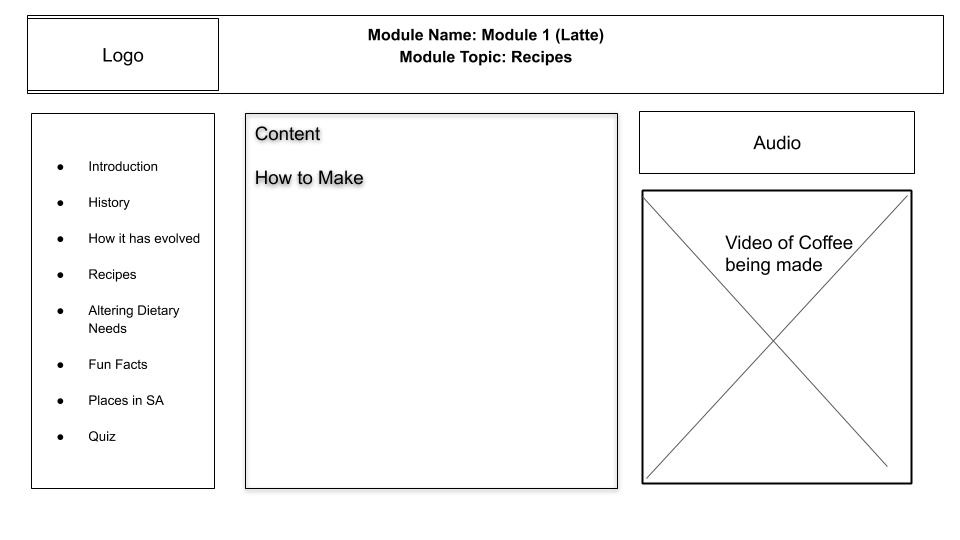 Logo
Module Name: Module 1 (Latte)
Module Topic: Recipes
● Introduction
● History
● How it has evolved
● Recipes
● Altering Dietary
Needs
● Fun Facts
● Places in SA
● Quiz
Content
How to Make
Audio
Video of Coffee
being made